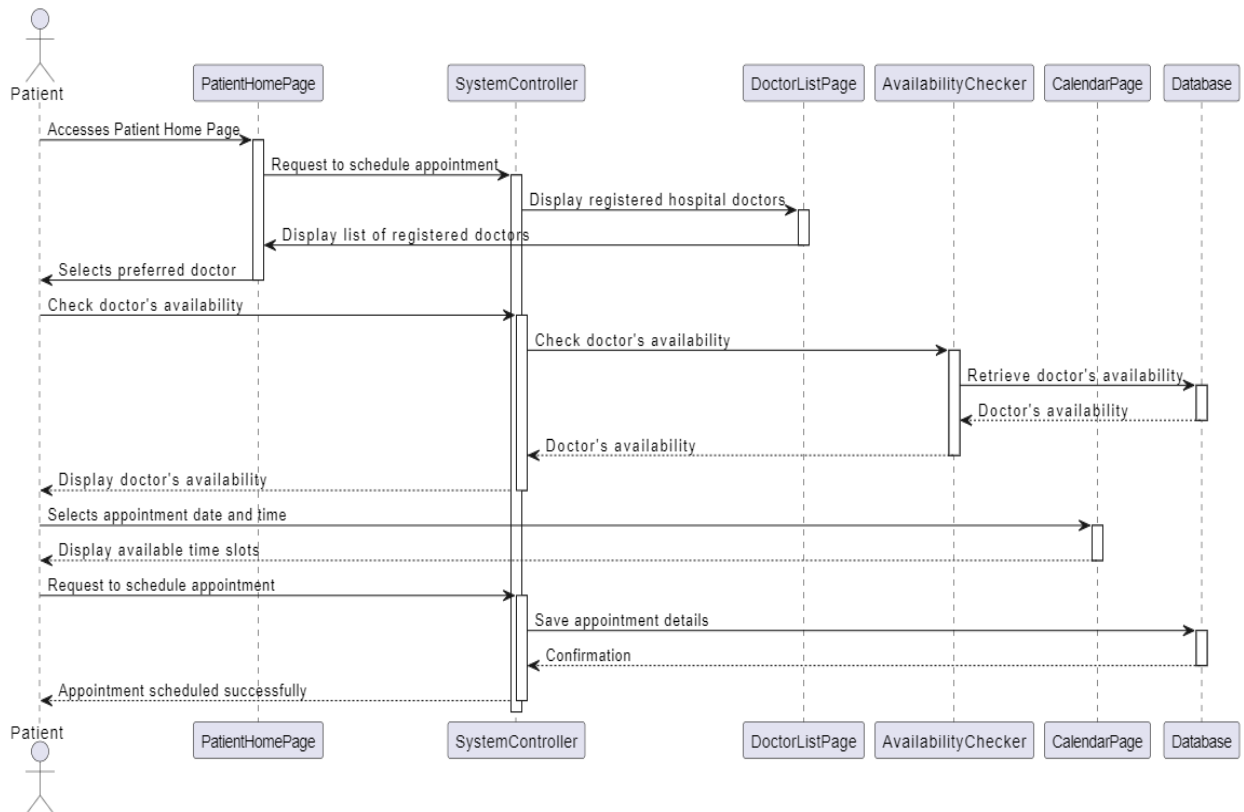 Patient
PatientHomePage
SystemController
DoctorListPage
AvailabilityChecker
CalendarPage
Database
Accesses Patient Home Page
Request to schedule appointment
Display registered hospital doctors
Display list of registered doctors
Selects preferred doctor
Check doctor's availability
Check doctor's availability
Retrieve doctor's availability
Doctor's availability
Doctor's availability
Display doctor's availability
Selects appointment date and time
Display available time slots
Request to schedule appointment
Save appointment details
Confirmation
Appointment scheduled successfully
Patient
PatientHomePage
SystemController
DoctorListPage
AvailabilityChecker
CalendarPage
Database